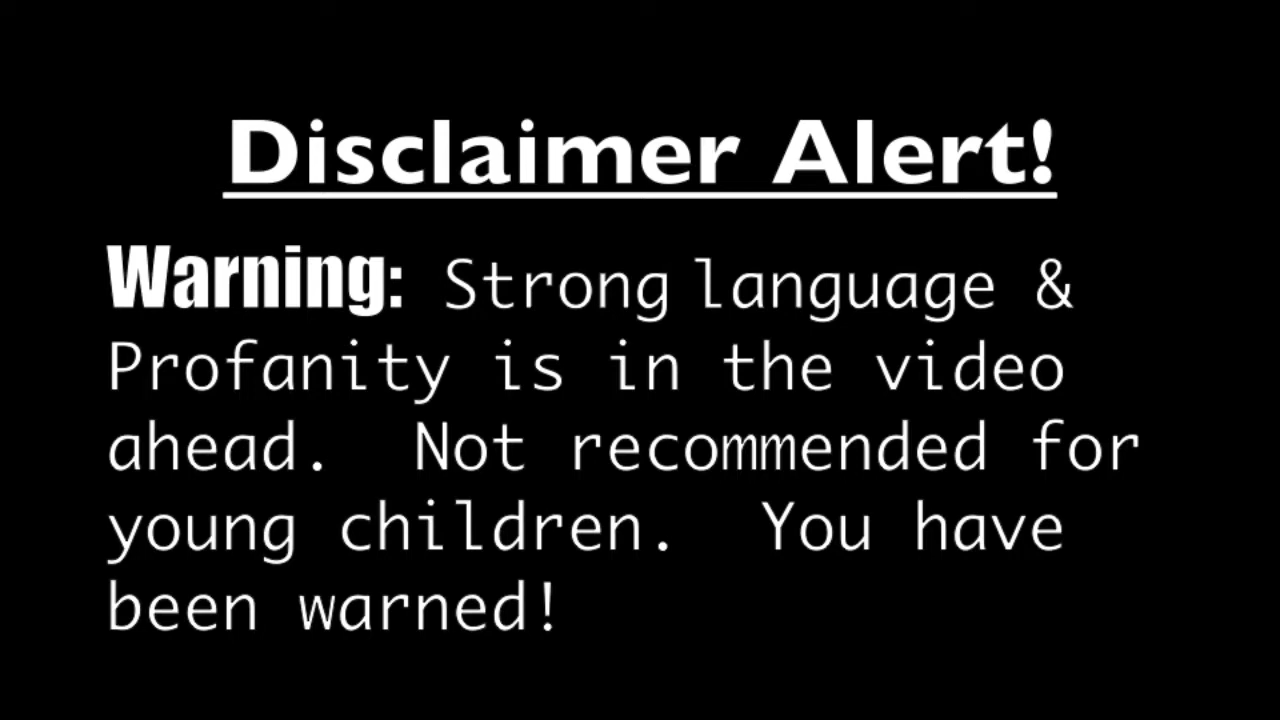 Disclaimer Alert!
Warning: Strong language &
Profanity is in the video
ahead. Not recommended for
young children. You have
been warned!